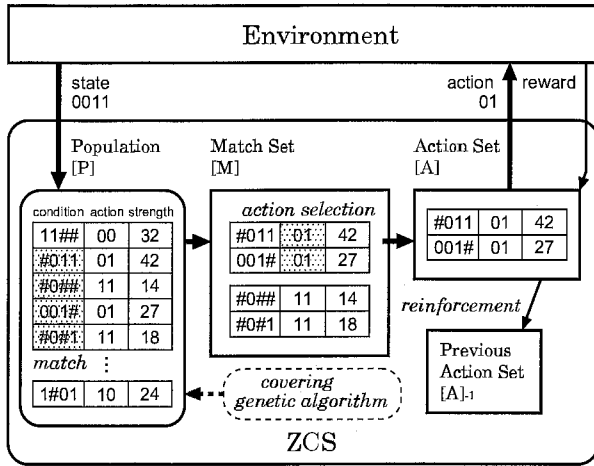 Environment
state
0011
action
01
reward
Population
[P]
Match Set
[M]
Action Set
[A]
condition action strength
11## 00 32
#011 01 42
#0## 11 14
001# 01 27
#0#1 11 18
match ⋮
1#01 10 24
action selection
#011 01 42
001# 01 27
#0## 11 14
#0#1 11 18
#011 01 42
001# 01 27
reinforcement
Previous
Action Set
[A]-1
covering
genetic algorithm
ZCS